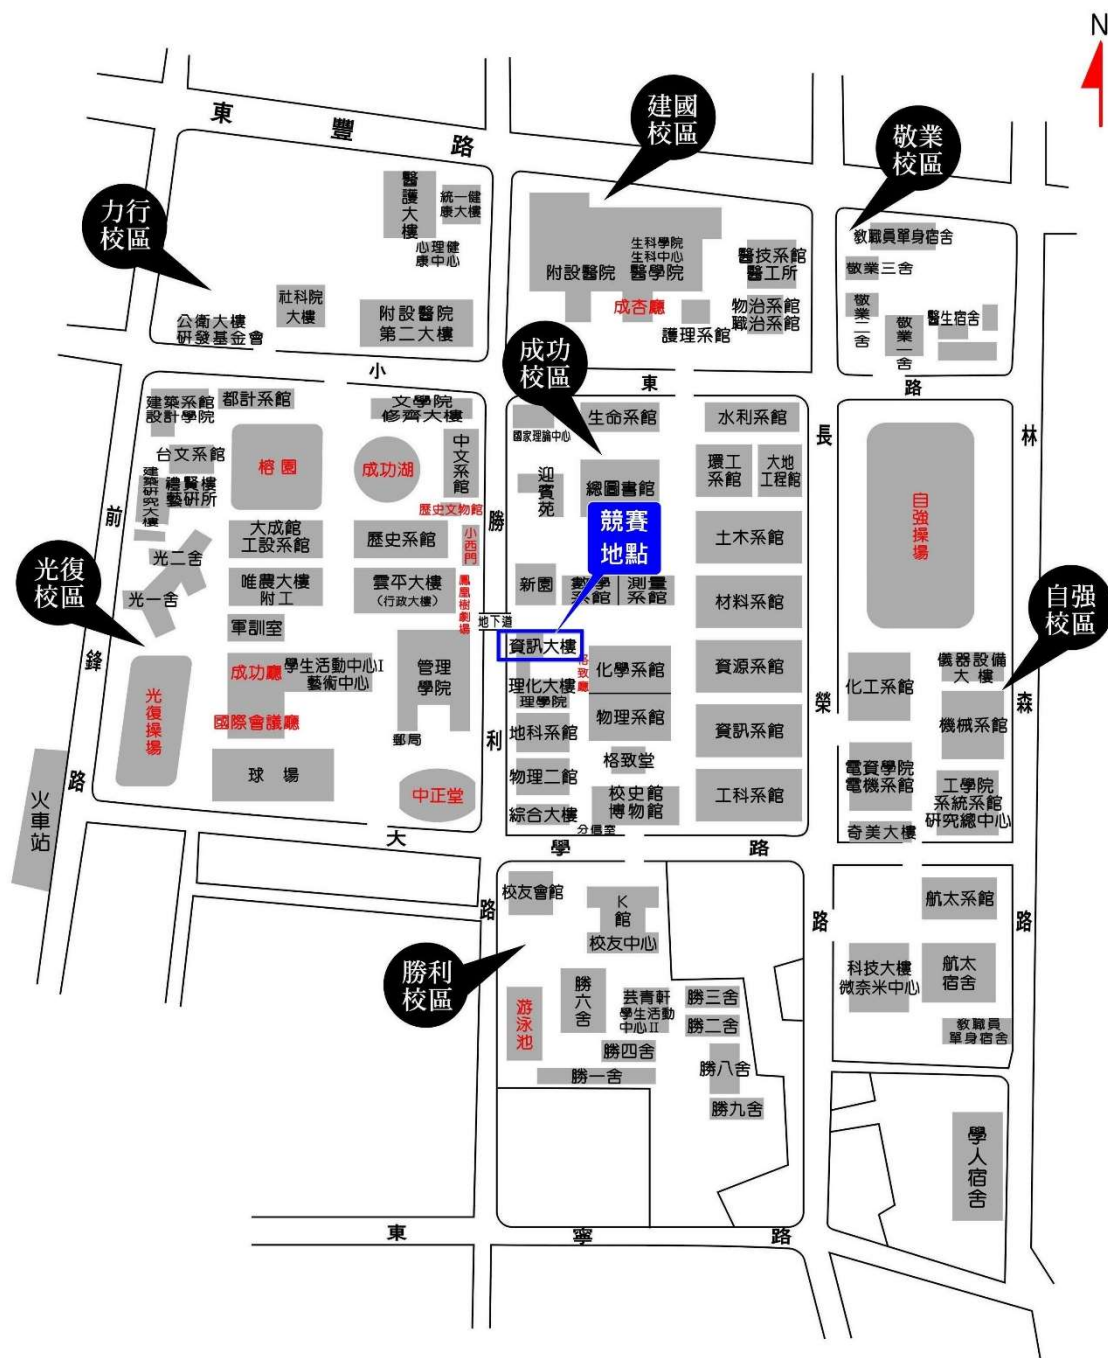 N
東豐路
建國
校區
敬業
校區
力行
校區
醫護大樓
統一健
康大樓
心理健
康中心
社科院
大樓
公衛大樓
研發基金會
附設醫院
第二大樓
生科學院
生科中心
附設醫院
醫學院
成杏廳
護理系館
醫技系館
醫工所
物治系館
職治系館
教職員單身宿舍
敬業三舍
敬業二舍
敬業一舍
醫生宿舍
小東路
成功
校區
建築系館
設計學院
都計系館
文學院
修齊大樓
台文系館
建築研究大樓
禮賢樓
藝研所
榕園
成功湖
中文系館
歷史文物館
小西門
大成館
工設系館
歷史系館
光二舍
光一舍
唯農大樓
附工
雲平大樓
(行政大樓)
鳳凰樹劇場
軍訓室
成功廳
學生活動中心I
藝術中心
管理
學院
國際會議廳
光復
校區
光復操場
郵局
球場
中正堂
前鋒路
火車站
勝利路
地下道
國家理論中心
生命系館
水利系館
迎賓苑
總圖書館
環工
系館
大地
工程館
競賽
地點
土木系館
新園
數學
系館
測量
系館
材料系館
資訊大樓
格致廳
化學系館
資源系館
理化大樓
理學院
物理系館
地科系館
資訊系館
格致堂
物理二館
校史館
博物館
工科系館
綜合大樓
分信室
長榮路
林森路
自強操場
自強
校區
化工系館
儀器設備
大樓
機械系館
電資學院
電機系館
工學院
系統系館
研究總中心
奇美大樓
大學路
校友會館
K
館
校友中心
勝利
校區
游泳池
勝六舍
芸青軒
學生活動
中心II
勝三舍
勝二舍
勝四舍
勝一舍
勝八舍
勝九舍
航太系館
科技大樓
微奈米中心
航太
宿舍
教職員
單身宿舍
學人宿舍
東寧路